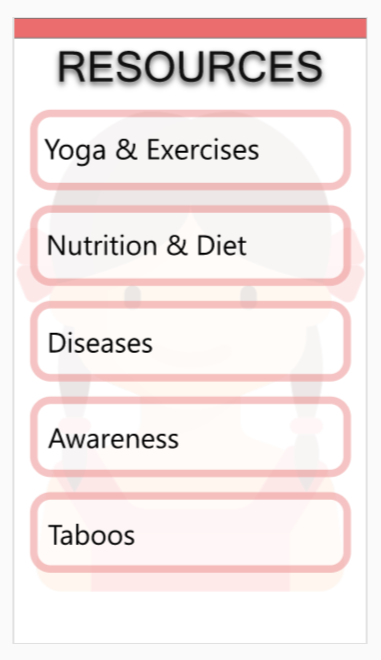 RESOURCES
Yoga & Exercises
Nutrition & Diet
Diseases
Awareness
Taboos